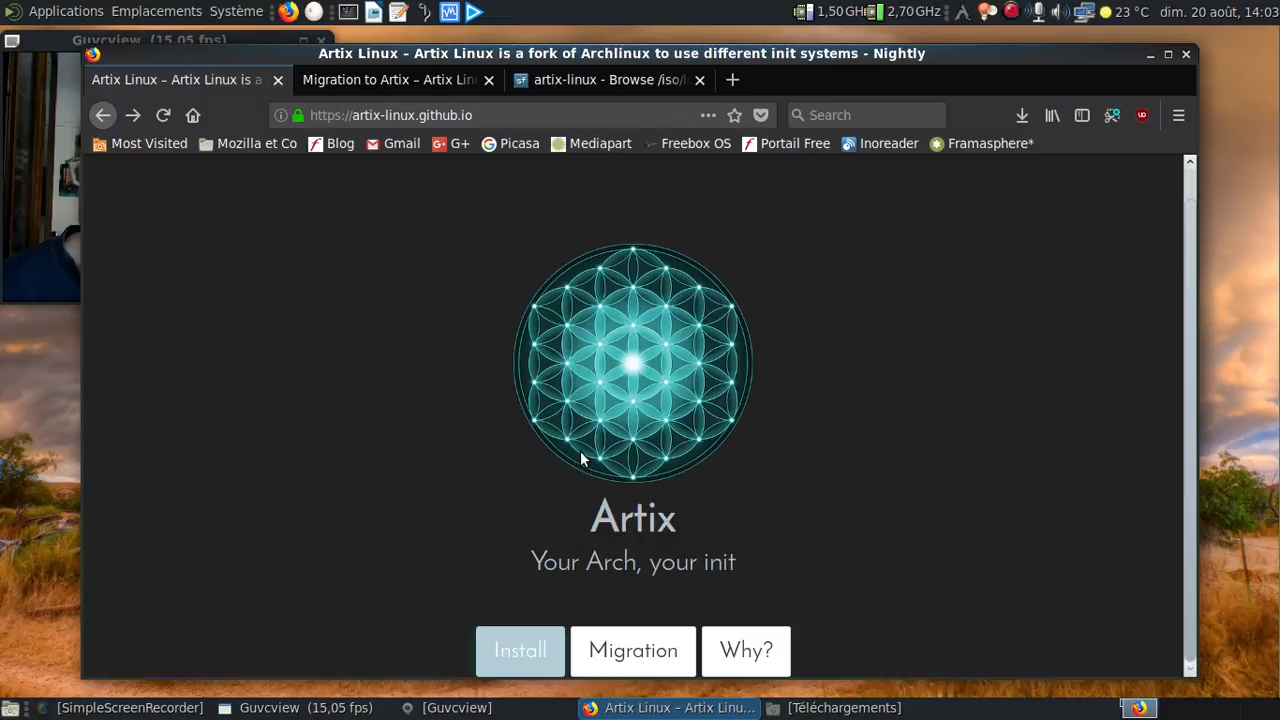 Applications Emplacements Système 1,50 GHz 2,70 GHz 23 °C dim. 20 août, 14:03
Guvcview (15,05 fps)
Artix Linux – Artix Linux is a fork of Archlinux to use different init systems - Nightly
Artix Linux – Artix Linux is a Migration to Artix – Artix Lin artix-linux - Browse /iso/
https://artix-linux.github.io Search
Most Visited Mozilla et Co Blog Gmail G+ Picasa Mediapart Freebox OS Portail Free Inoreader Framasphere*
Artix
Your Arch, your init
Install Migration Why?
[SimpleScreenRecorder] Guvcview (15,05 fps) [Guvcview] Artix Linux – Artix Linu... [Téléchargements]